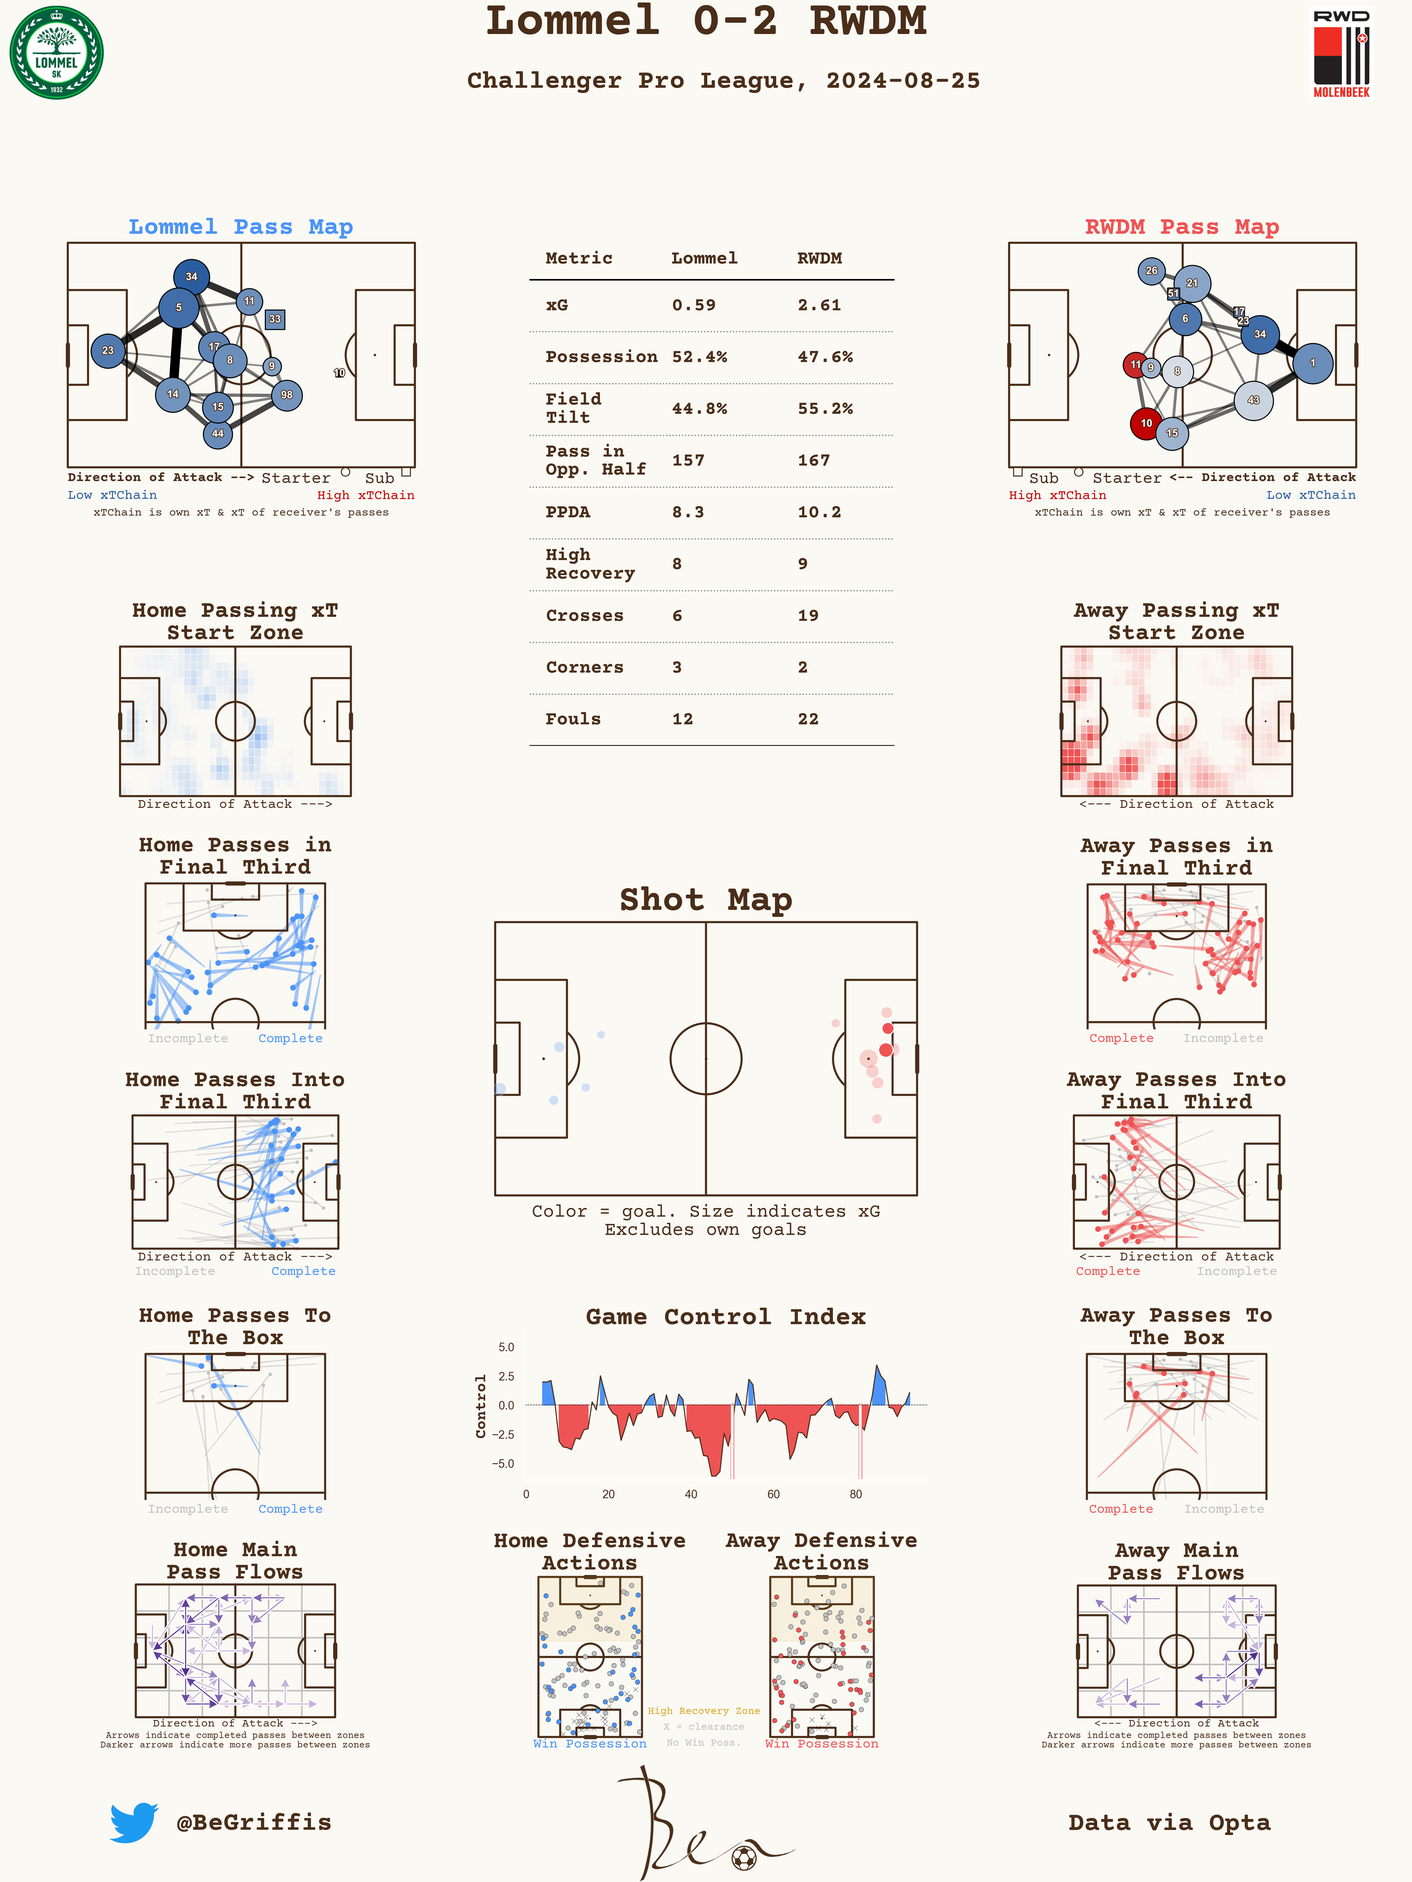 Lommel 0-2 RWDM
Challenger Pro League, 2024-08-25
LOMMEL
SK
1932
RWD
MOLENBEEK
Lommel Pass Map
34
11
5
33
17
23
8
9
10
14
15
98
44
Direction of Attack --> Starter Sub
Low xTChain High xTChain
xTChain is own xT & xT of receiver's passes
Metric Lommel RWDM
xG 0.59 2.61
Possession 52.4% 47.6%
Field
Tilt 44.8% 55.2%
Pass in
Opp. Half 157 167
PPDA 8.3 10.2
High
Recovery 8 9
Crosses 6 19
Corners 3 2
Fouls 12 22
RWDM Pass Map
26
21
51
17
23
6
34
11
9
8
1
43
10
15
Sub Starter <-- Direction of Attack
High xTChain Low xTChain
xTChain is own xT & xT of receiver's passes
Home Passing xT
Start Zone
Direction of Attack --->
Away Passing xT
Start Zone
<--- Direction of Attack
Home Passes in
Final Third
Incomplete Complete
Away Passes in
Final Third
Complete Incomplete
Shot Map
Color = goal. Size indicates xG
Excludes own goals
Home Passes Into
Final Third
Direction of Attack --->
Incomplete Complete
Away Passes Into
Final Third
<--- Direction of Attack
Complete Incomplete
Home Passes To
The Box
Incomplete Complete
Game Control Index
Control
5.0
2.5
0.0
−2.5
−5.0
0 20 40 60 80
Away Passes To
The Box
Complete Incomplete
Home Main
Pass Flows
Direction of Attack --->
Arrows indicate completed passes between zones
Darker arrows indicate more passes between zones
Home Defensive
Actions
Win Possession
Away Defensive
Actions
Win Possession
High Recovery Zone
X = clearance
No Win Poss.
Away Main
Pass Flows
<--- Direction of Attack
Arrows indicate completed passes between zones
Darker arrows indicate more passes between zones
@BeGriffis
Ben
Data via Opta